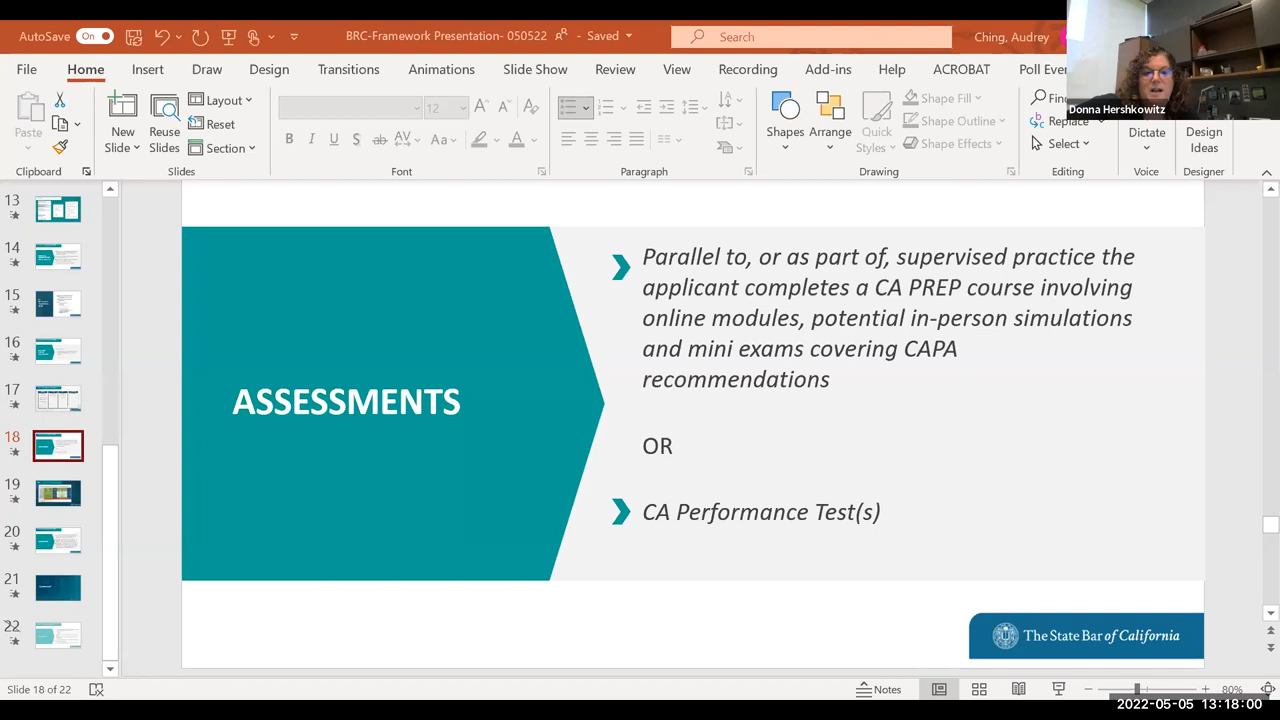 AutoSave On
BRC-Framework Presentation- 050522
Saved
Search
Ching, Audrey
File Home Insert Draw Design Transitions Animations Slide Show Review View Recording Add-ins Help ACROBAT
Donna Hershkowitz
Paste
New
Slide
Reuse
Slides
Layout
Reset
Section
12
Shapes
Arrange
Quick
Styles
Shape Fill
Shape Outline
Shape Effects
Replace
Select
Dictate
Design
Ideas
Clipboard Slides Font Paragraph Drawing Editing Voice Designer
13
14
15
16
17
18
19
20
21
22
ASSESSMENTS
Parallel to, or as part of, supervised practice the
applicant completes a CA PREP course involving
online modules, potential in-person simulations
and mini exams covering CAPA
recommendations
OR
CA Performance Test(s)
The State Bar of California
Slide 18 of 22
Notes
80%
2022-05-05 13:18:00